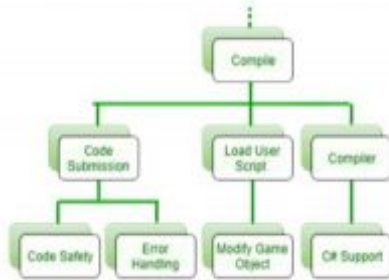 Compile
Code
Submission
Load User
Script
Compiler
Code Safety
Error
Handling
Modify Game
Object
C# Support